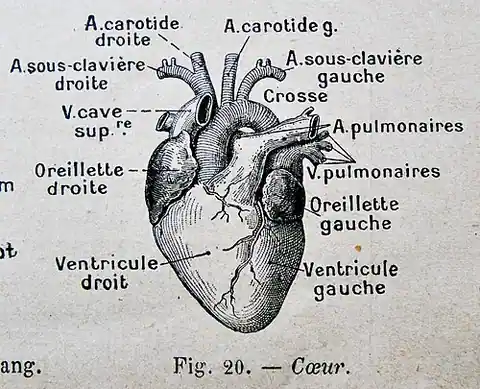 A.carotide
droite
A.carotide g.
A.sous-clavière
droite
A.sous-clavière
gauche
V.cave
sup.re
Crosse
A.pulmonaires
V.pulmonaires
Oreillette
droite
Oreillette
gauche
Ventricule
droit
Ventricule
gauche
ang.
Fig. 20. — Cœur.